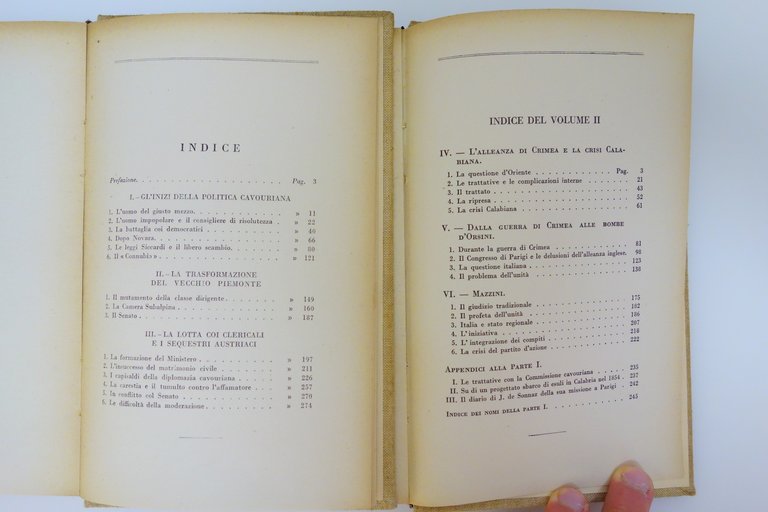 INDICE
Prefazione. Pag. 3
I. - GL'INIZI DELLA POLITICA CAVOURIANA
1. L'uomo del giusto mezzo. » 11
2. L'uomo impopolare e il consigliere di risolutezza » 22
3. La battaglia coi democratici » 40
4. Dopo Novara. » 66
5. Le leggi Siccardi e il libero scambio. » 80
6. Il « Connubio » » 121
II. - LA TRASFORMAZIONE
DEL VECCHIO PIEMONTE
1. Il mutamento della classe dirigente » 149
2. La Camera Subalpina » 160
3. Il Senato » 187
III. - LA LOTTA COI CLERICALI
E I SEQUESTRI AUSTRIACI
1. La formazione del Ministero » 197
2. L'insuccesso del matrimonio civile » 211
3. I capisaldi della diplomazia cavouriana » 226
4. La carestia e il tumulto contro l'affamatore » 257
5. In conflitto col Senato » 270
6. Le difficoltà della moderazione » 274
INDICE DEL VOLUME II
IV. — L'ALLEANZA DI CRIMEA E LA CRISI CALA-
BIANA.
1. La questione d'Oriente Pag. 3
2. Le trattative e le complicazioni interne 21
3. Il trattato 43
4. La ripresa 52
5. La crisi Calabiana 61
V. — DALLA GUERRA DI CRIMEA ALLE BOMBE
D'ORSINI.
1. Durante la guerra di Crimea 81
2. Il Congresso di Parigi e le delusioni dell'alleanza inglese. 98
3. La questione italiana 123
4. Il problema dell'unità 138
VI. — MAZZINI.
1. Il giudizio tradizionale 175
2. Il profeta dell'unità 186
3. Italia e stato regionale 207
4. L'iniziativa 218
5. L'integrazione dei compiti 222
6. La crisi del partito d'azione
APPENDICI ALLA PARTE I.
I. Le trattative con la Commissione cavouriana 235
II. Su di un progettato sbarco di esuli in Calabria nel 1854 237
III. Il diario di J. de Sonnaz della sua missione a Parigi 242
INDICE DEI NOMI DELLA PARTE I. 245